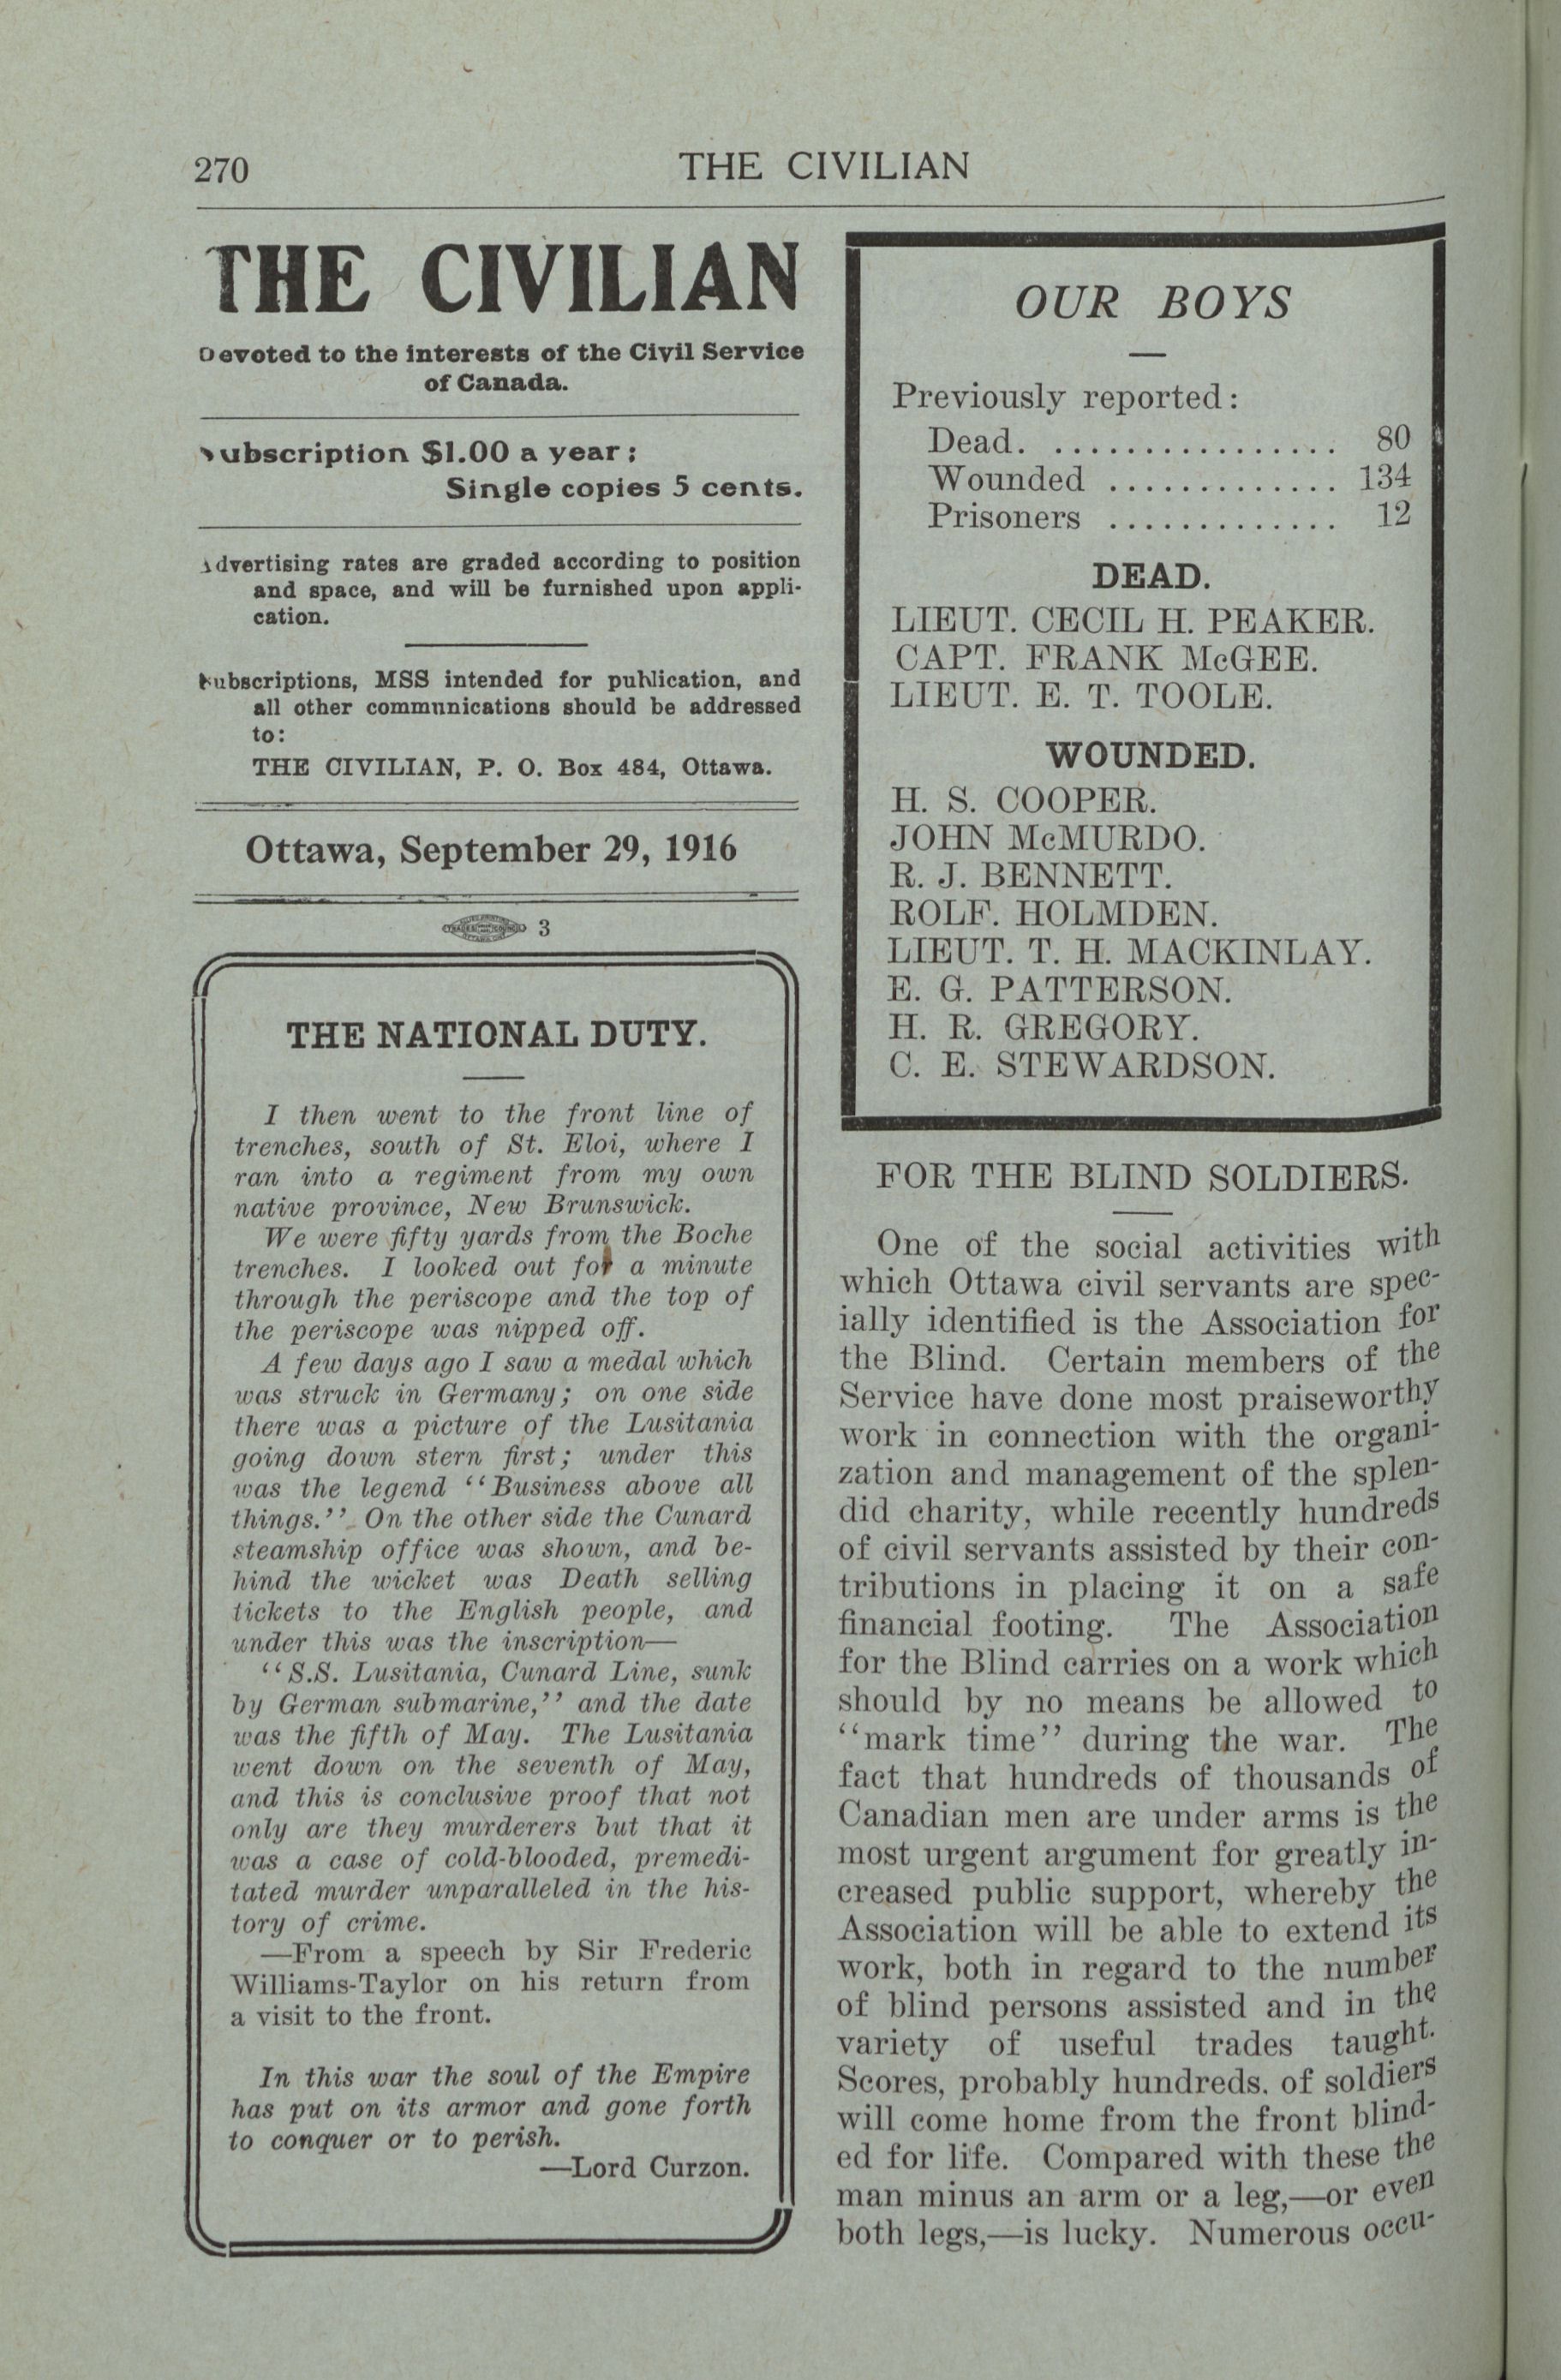 270
THE CIVILIAN
THE CIVILIAN
Devoted to the interests of the Civil Service
of Canada.
Subscription $1.00 a year;
Single copies 5 cents.
Advertising rates are graded according to position
and space, and will be furnished upon appli-
cation.
Subscriptions, MSS intended for publication, and
all other communications should be addressed
to:
THE CIVILIAN, P. O. Box 484, Ottawa.
Ottawa, September 29, 1916
3
THE NATIONAL DUTY.
I then went to the front line of
trenches, south of St. Eloi, where I
ran into a regiment from my own
native province, New Brunswick.
We were fifty yards from the Boche
trenches. I looked out for a minute
through the periscope and the top of
the periscope was nipped off.
A few days ago I saw a medal which
was struck in Germany; on one side
there was a picture of the Lusitania
going down stern first; under this
was the legend "Business above all
things." On the other side the Cunard
steamship office was shown, and be-
hind the wicket was Death selling
tickets to the English people, and
under this was the inscription—
"S.S. Lusitania, Cunard Line, sunk
by German submarine," and the date
was the fifth of May. The Lusitania
went down on the seventh of May,
and this is conclusive proof that not
only are they murderers but that it
was a case of cold-blooded, premedi-
tated murder unparalleled in the his-
tory of crime.
—From a speech by Sir Frederic
Williams-Taylor on his return from
a visit to the front.
In this war the soul of the Empire
has put on its armor and gone forth
to conquer or to perish.
—Lord Curzon.
OUR BOYS
Previously reported:
Dead. ................ 80
Wounded ............. 134
Prisoners ............. 12
DEAD.
LIEUT. CECIL H. PEAKER.
CAPT. FRANK McGEE.
LIEUT. E. T. TOOLE.
WOUNDED.
H. S. COOPER.
JOHN McMURDO.
R. J. BENNETT.
ROLF. HOLMDEN.
LIEUT. T. H. MACKINLAY.
E. G. PATTERSON.
H. R. GREGORY.
C. E. STEWARDSON.
FOR THE BLIND SOLDIERS.
One of the social activities with
which Ottawa civil servants are spec-
ially identified is the Association for
the Blind. Certain members of the
Service have done most praiseworthy
work in connection with the organi-
zation and management of the splen-
did charity, while recently hundreds
of civil servants assisted by their con-
tributions in placing it on a safe
financial footing. The Association
for the Blind carries on a work which
should by no means be allowed to
"mark time" during the war. The
fact that hundreds of thousands of
Canadian men are under arms is the
most urgent argument for greatly in-
creased public support, whereby the
Association will be able to extend its
work, both in regard to the number
of blind persons assisted and in the
variety of useful trades taught.
Scores, probably hundreds. of soldiers
will come home from the front blind-
ed for life. Compared with these the
man minus an arm or a leg,—or even
both legs,—is lucky. Numerous occu-